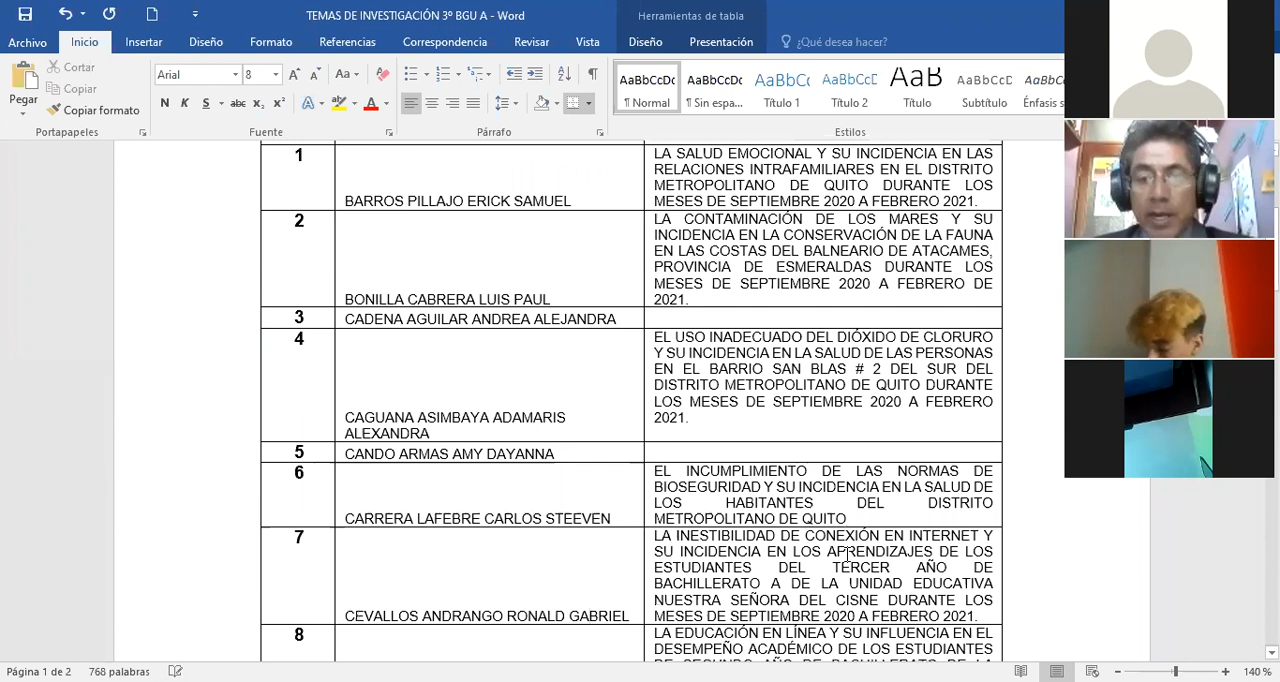 TEMAS DE INVESTIGACIÓN 3º BGU A - Word
Herramientas de tabla
Archivo Inicio Insertar Diseño Formato Referencias Correspondencia Revisar Vista Diseño Presentación ¿Qué desea hacer?
Pegar
Cortar
Copiar
Copiar formato
Portapapeles
Arial 8 Aa
N K S abc x₂ x² A A
Fuente
Párrafo
AaBbCcDc AaBbCcDc AaBbCc AaBbCcD AaB AaBbCcD AaBbCcDc
¶ Normal ¶ Sin espa... Título 1 Título 2 Título Subtítulo Énfasis s
Estilos
1
BARROS PILLAJO ERICK SAMUEL
LA SALUD EMOCIONAL Y SU INCIDENCIA EN LAS
RELACIONES INTRAFAMILIARES EN EL DISTRITO
METROPOLITANO DE QUITO DURANTE LOS
MESES DE SEPTIEMBRE 2020 A FEBRERO 2021.
2
BONILLA CABRERA LUIS PAUL
LA CONTAMINACIÓN DE LOS MARES Y SU
INCIDENCIA EN LA CONSERVACIÓN DE LA FAUNA
EN LAS COSTAS DEL BALNEARIO DE ATACAMES,
PROVINCIA DE ESMERALDAS DURANTE LOS
MESES DE SEPTIEMBRE 2020 A FEBRERO DE
2021.
3
CADENA AGUILAR ANDREA ALEJANDRA
4
CAGUANA ASIMBAYA ADAMARIS
ALEXANDRA
EL USO INADECUADO DEL DIÓXIDO DE CLORURO
Y SU INCIDENCIA EN LA SALUD DE LAS PERSONAS
EN EL BARRIO SAN BLAS # 2 DEL SUR DEL
DISTRITO METROPOLITANO DE QUITO DURANTE
LOS MESES DE SEPTIEMBRE 2020 A FEBRERO
2021.
5
CANDO ARMAS AMY DAYANNA
6
CARRERA LAFEBRE CARLOS STEEVEN
EL INCUMPLIMIENTO DE LAS NORMAS DE
BIOSEGURIDAD Y SU INCIDENCIA EN LA SALUD DE
LOS HABITANTES DEL DISTRITO
METROPOLITANO DE QUITO
7
CEVALLOS ANDRANGO RONALD GABRIEL
LA INESTIBILIDAD DE CONEXIÓN EN INTERNET Y
SU INCIDENCIA EN LOS APRENDIZAJES DE LOS
ESTUDIANTES DEL TERCER AÑO DE
BACHILLERATO A DE LA UNIDAD EDUCATIVA
NUESTRA SEÑORA DEL CISNE DURANTE LOS
MESES DE SEPTIEMBRE 2020 A FEBRERO 2021.
8
LA EDUCACIÓN EN LÍNEA Y SU INFLUENCIA EN EL
DESEMPEÑO ACADÉMICO DE LOS ESTUDIANTES
DE SEGUNDO AÑO DE BACHILLERATO DE LA
Página 1 de 2 768 palabras
140 %